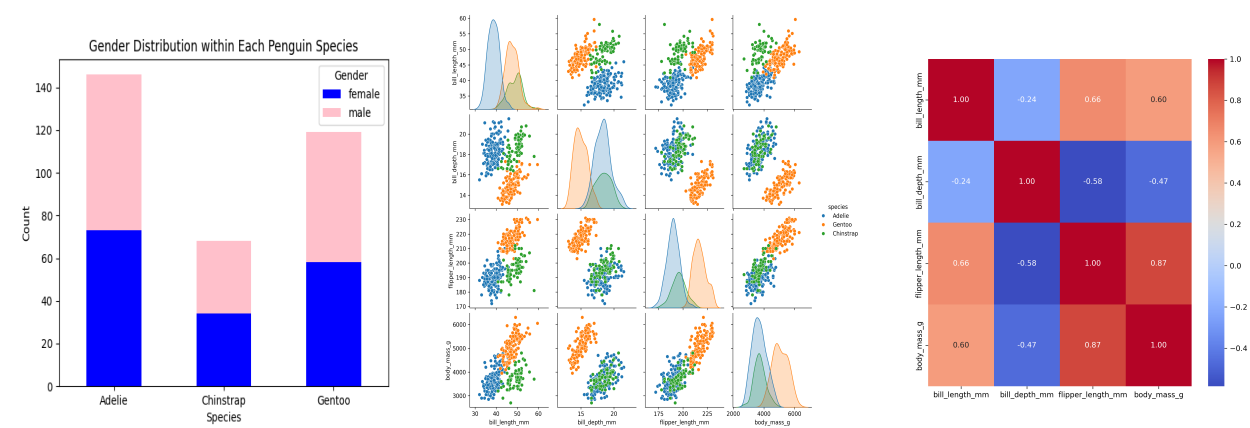 Gender Distribution within Each Penguin Species
Gender
female
male
Count
0
20
40
60
80
100
120
140
Adelie
Chinstrap
Gentoo
Species
bill_length_mm
60
55
50
45
40
35
bill_depth_mm
20
18
16
14
flipper_length_mm
230
220
210
200
190
180
170
body_mass_g
6000
5000
4000
3000
30 40 50 60
bill_length_mm
15 20
bill_depth_mm
175 200 225
flipper_length_mm
2000 4000 6000
body_mass_g
species
Adelie
Gentoo
Chinstrap
bill_length_mm
1.00 -0.24 0.66 0.60
bill_depth_mm
-0.24 1.00 -0.58 -0.47
flipper_length_mm
0.66 -0.58 1.00 0.87
body_mass_g
0.60 -0.47 0.87 1.00
bill_length_mm bill_depth_mm flipper_length_mm body_mass_g
1.0
0.8
0.6
0.4
0.2
0.0
−0.2
−0.4